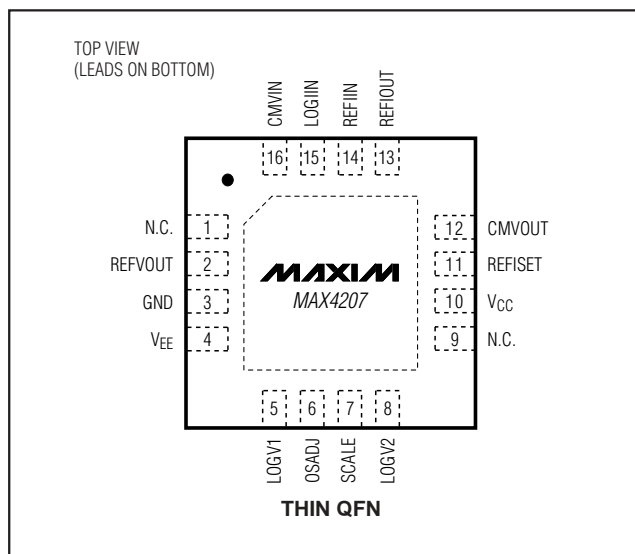 TOP VIEW
(LEADS ON BOTTOM)
CMVIN
LOGIIN
REFIIN
REFIOUT
16 15 14 13
N.C. 1
REFVOUT 2
GND 3
VEE 4
MAXIM
MAX4207
12 CMVOUT
11 REFISET
10 VCC
9 N.C.
5 6 7 8
LOGV1
OSADJ
SCALE
LOGV2
THIN QFN